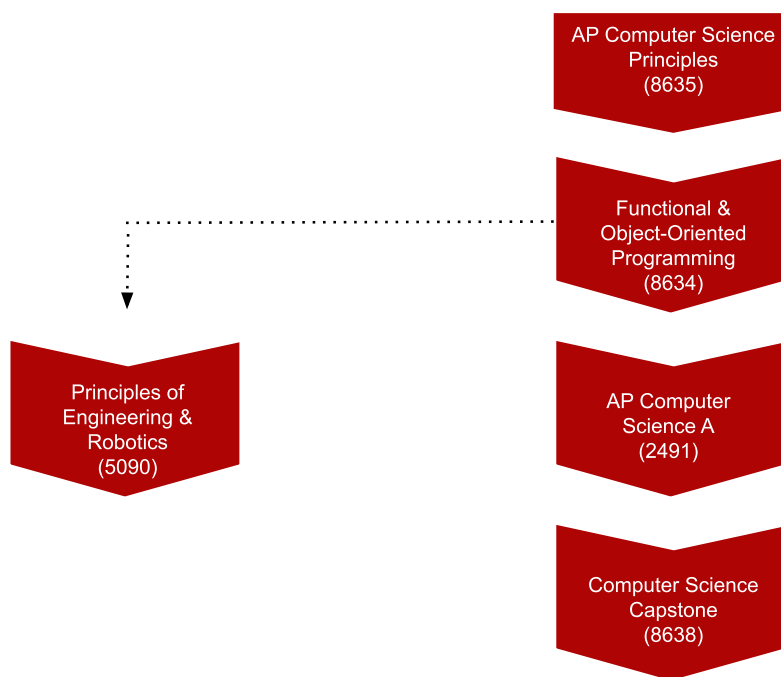 AP Computer Science
Principles
(8635)
Functional &
Object-Oriented
Programming
(8634)
Principles of
Engineering &
Robotics
(5090)
AP Computer
Science A
(2491)
Computer Science
Capstone
(8638)